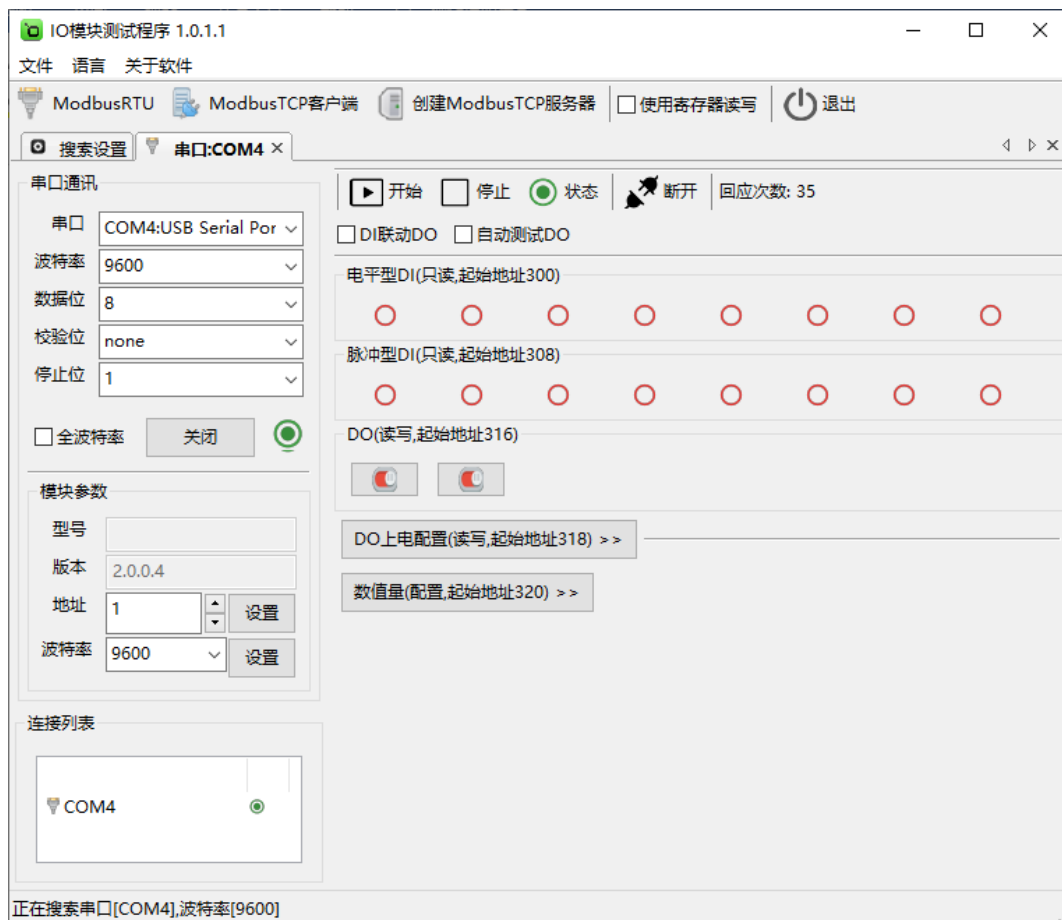 IO模块测试程序 1.0.1.1
文件 语言 关于软件
ModbusRTU ModbusTCP客户端 创建ModbusTCP服务器 使用寄存器读写 退出
搜索设置 串口:COM4
串口通讯
串口 COM4:USB Serial Por
波特率 9600
数据位 8
校验位 none
停止位 1
全波特率 关闭
模块参数
型号
版本 2.0.0.4
地址 1 设置
波特率 9600 设置
连接列表
COM4
开始 停止 状态 断开 回应次数: 35
DI联动DO 自动测试DO
电平型DI(只读,起始地址300)
脉冲型DI(只读,起始地址308)
DO(读写,起始地址316)
DO上电配置(读写,起始地址318) >>
数值量(配置,起始地址320) >>
正在搜索串口[COM4],波特率[9600]